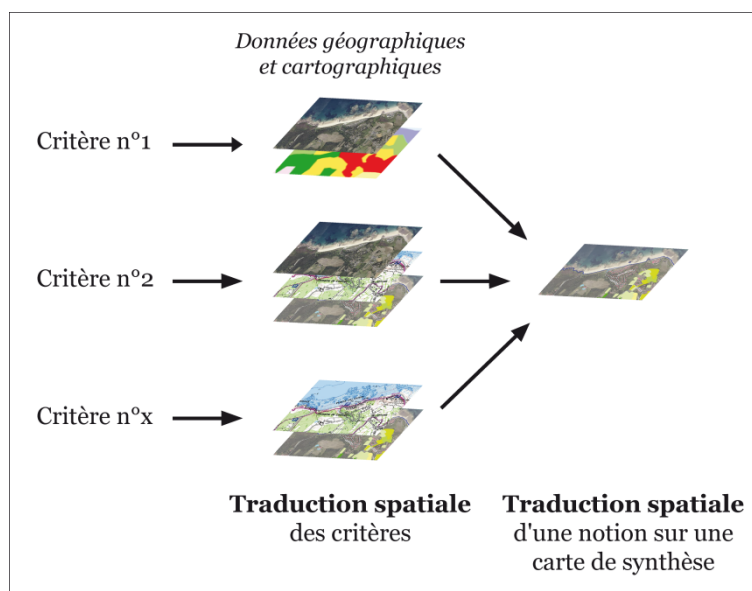 Données géographiques
et cartographiques
Critère n°1
Critère n°2
Critère n°x
Traduction spatiale
des critères
Traduction spatiale
d'une notion sur une
carte de synthèse